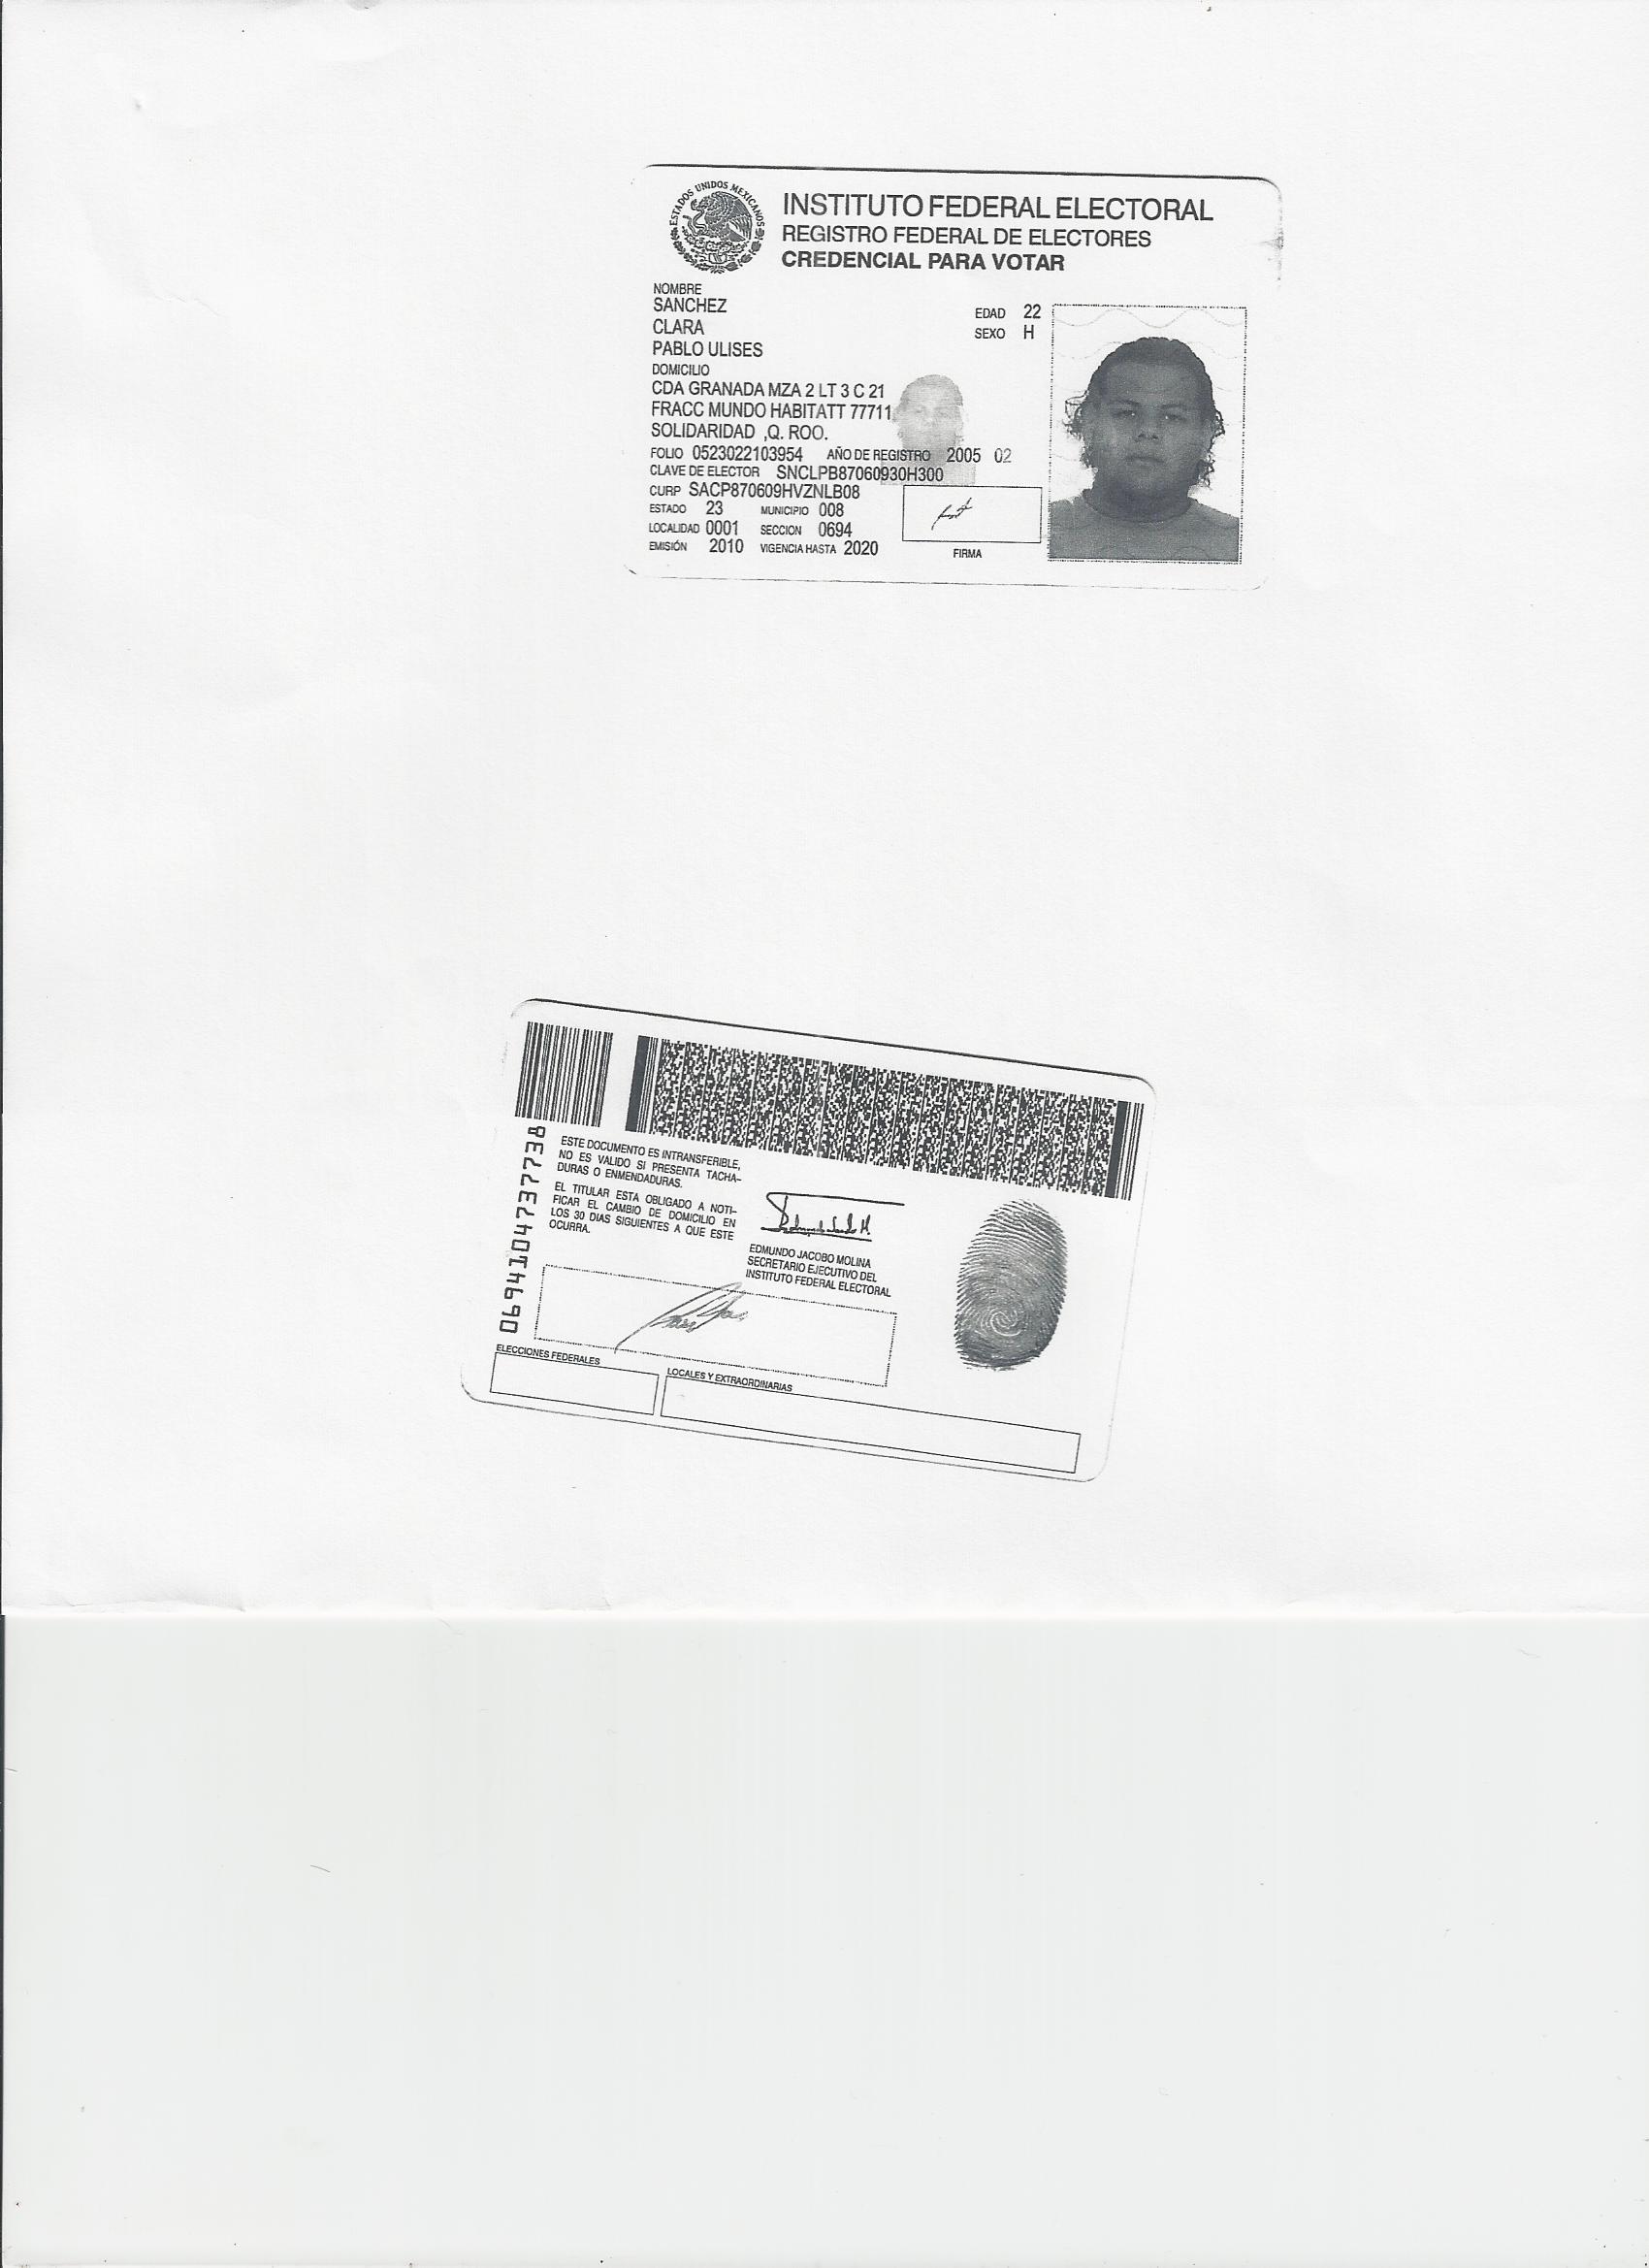 ESTADOS UNIDOS MEXICANOS
INSTITUTO FEDERAL ELECTORAL
REGISTRO FEDERAL DE ELECTORES
CREDENCIAL PARA VOTAR
NOMBRE
SANCHEZ
CLARA
PABLO ULISES
EDAD 22
SEXO H
DOMICILIO
CDA GRANADA MZA 2 LT 3 C 21
FRACC MUNDO HABITATT 77711
SOLIDARIDAD ,Q. ROO.
FOLIO 0523022103954 AÑO DE REGISTRO 2005 02
CLAVE DE ELECTOR SNCLPB87060930H300
CURP SACP870609HVZNLB08
ESTADO 23 MUNICIPIO 008
LOCALIDAD 0001 SECCION 0694
EMISIÓN 2010 VIGENCIA HASTA 2020
FIRMA
0694104737738
ESTE DOCUMENTO ES INTRANSFERIBLE,
NO ES VALIDO SI PRESENTA TACHA-
DURAS O ENMENDADURAS.
EL TITULAR ESTA OBLIGADO A NOTI-
FICAR EL CAMBIO DE DOMICILIO EN
LOS 30 DIAS SIGUIENTES A QUE ESTE
OCURRA.
EDMUNDO JACOBO MOLINA
SECRETARIO EJECUTIVO DEL
INSTITUTO FEDERAL ELECTORAL
ELECCIONES FEDERALES
LOCALES Y EXTRAORDINARIAS